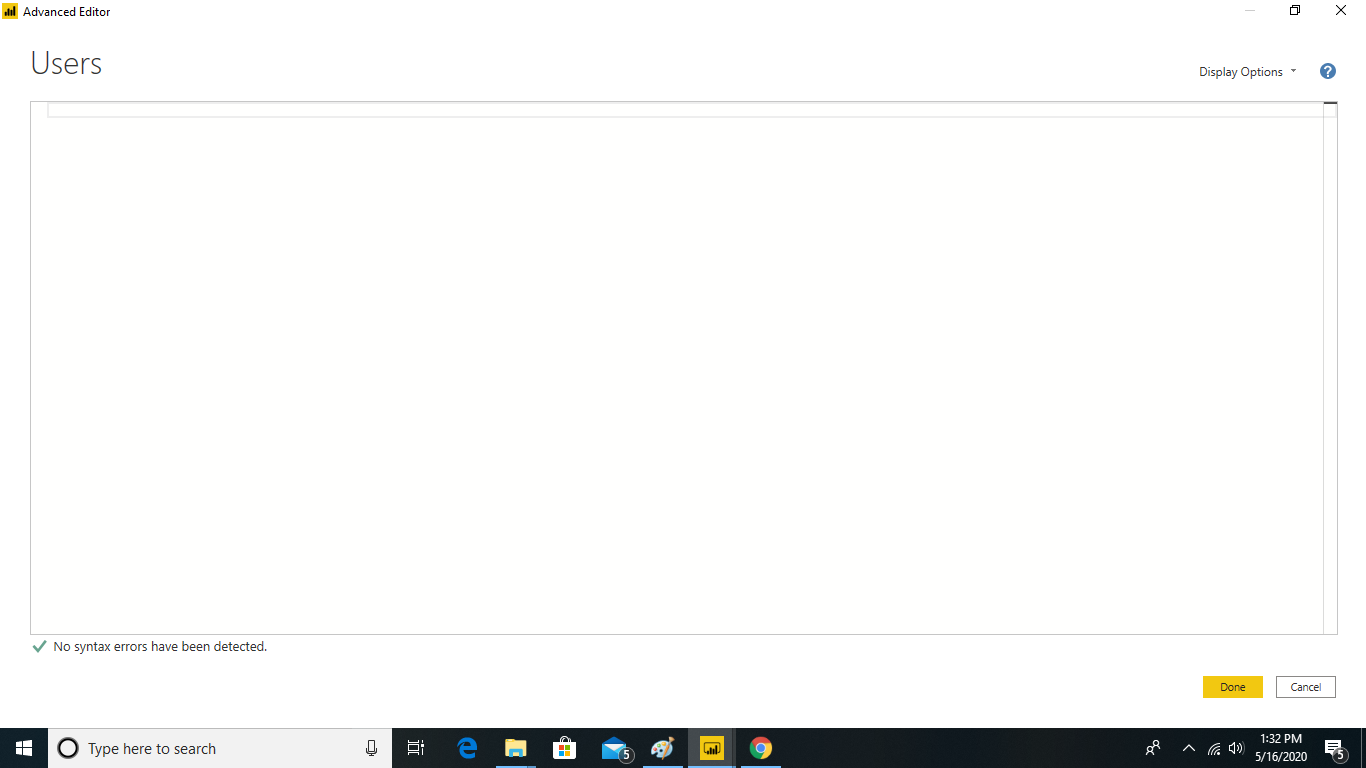 Advanced Editor
Users
Display Options
?
No syntax errors have been detected.
Done
Cancel
Type here to search
5
1:32 PM
5/16/2020
5